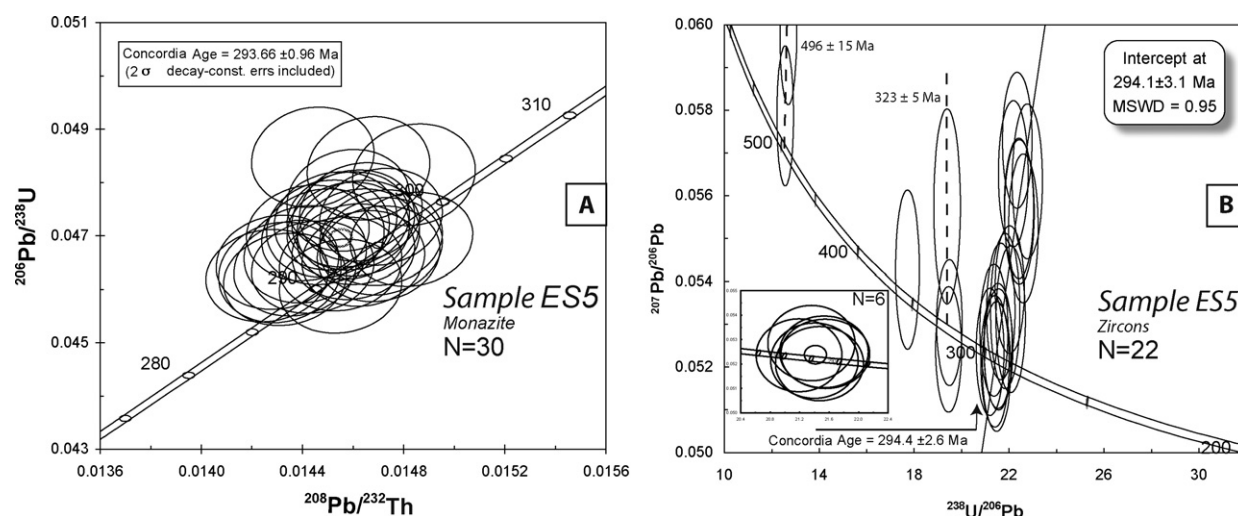 0.051
0.049
0.047
0.045
0.043
206Pb/238U
Concordia Age = 293.66 ±0.96 Ma
(2 σ decay-const. errs included)
310
300
290
280
A
Sample ES5
Monazite
N=30
0.0136
0.0140
0.0144
0.0148
0.0152
0.0156
208Pb/232Th
0.060
0.058
0.056
0.054
0.052
0.050
207Pb/206Pb
496 ± 15 Ma
323 ± 5 Ma
Intercept at
294.1±3.1 Ma
MSWD = 0.95
500
400
300
200
B
Sample ES5
Zircons
N=22
N=6
Concordia Age = 294.4 ±2.6 Ma
10
14
18
22
26
30
238U/206Pb